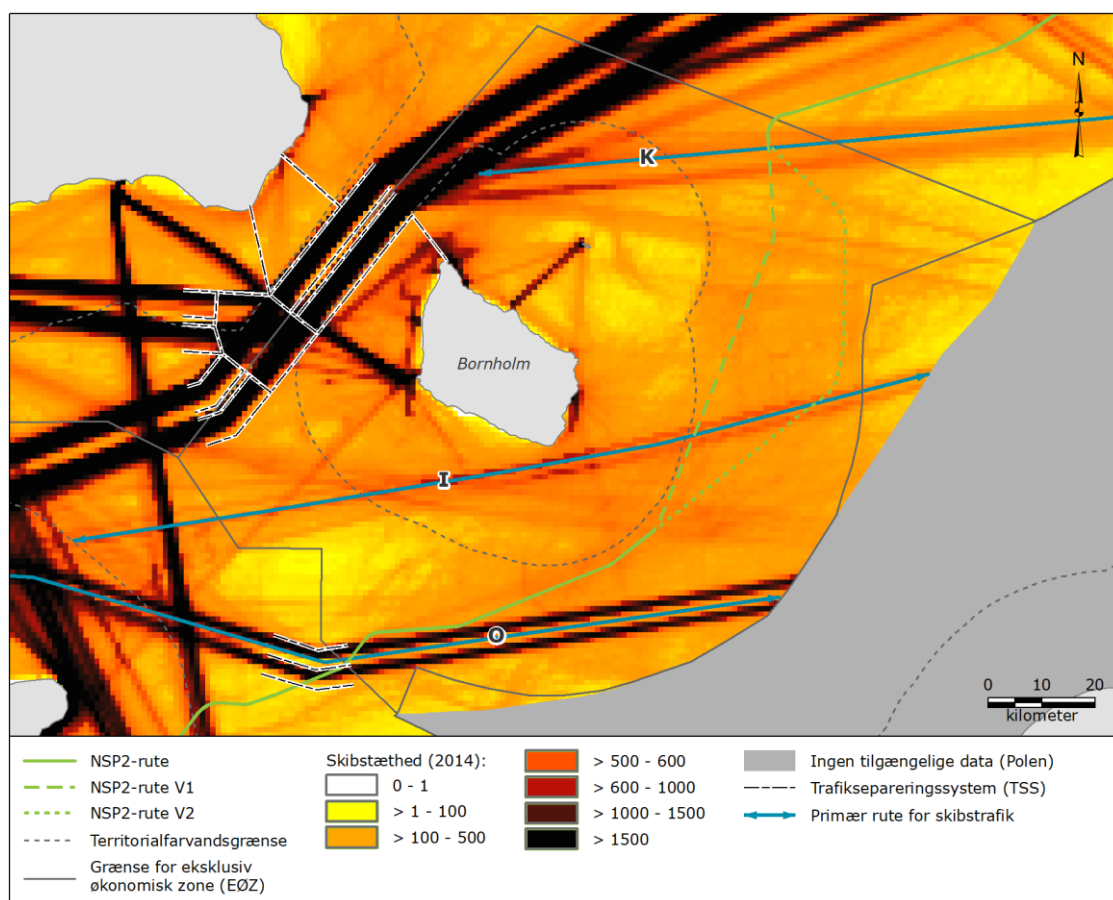 N
K
Bornholm
I
O
0 10 20
kilometer
NSP2-rute
NSP2-rute V1
NSP2-rute V2
Territorialfarvandsgrænse
Grænse for eksklusiv
økonomisk zone (EØZ)
Skibstæthed (2014):
0 - 1
> 1 - 100
> 100 - 500
> 500 - 600
> 600 - 1000
> 1000 - 1500
> 1500
Ingen tilgængelige data (Polen)
Trafiksepareringssystem (TSS)
Primær rute for skibstrafik